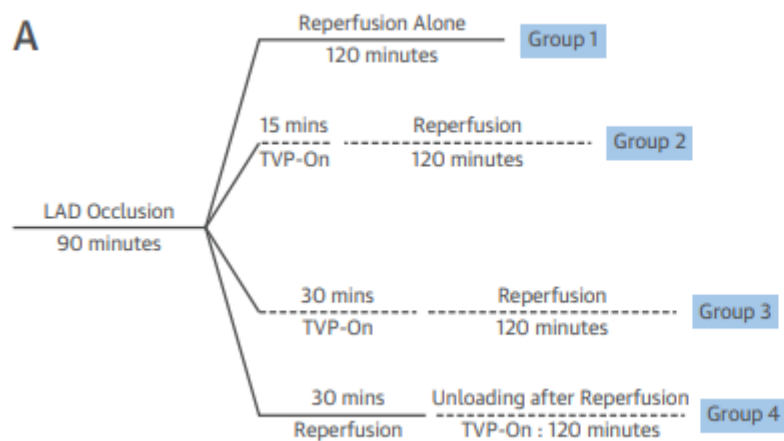 A
Reperfusion Alone
120 minutes
Group 1
15 mins
TVP-On
Reperfusion
120 minutes
Group 2
LAD Occlusion
90 minutes
30 mins
TVP-On
Reperfusion
120 minutes
Group 3
30 mins
Reperfusion
Unloading after Reperfusion
TVP-On : 120 minutes
Group 4